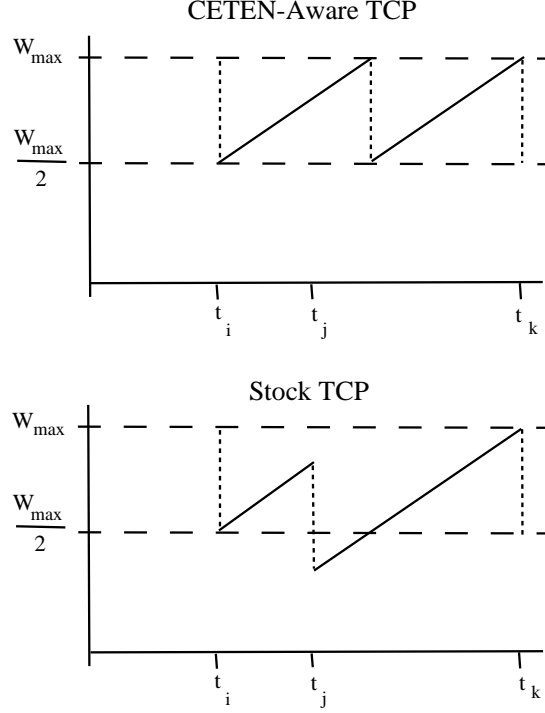 CETEN-Aware TCP
W max
W max
2
t i
t j
t k
Stock TCP
W max
W max
2
t i
t j
t k